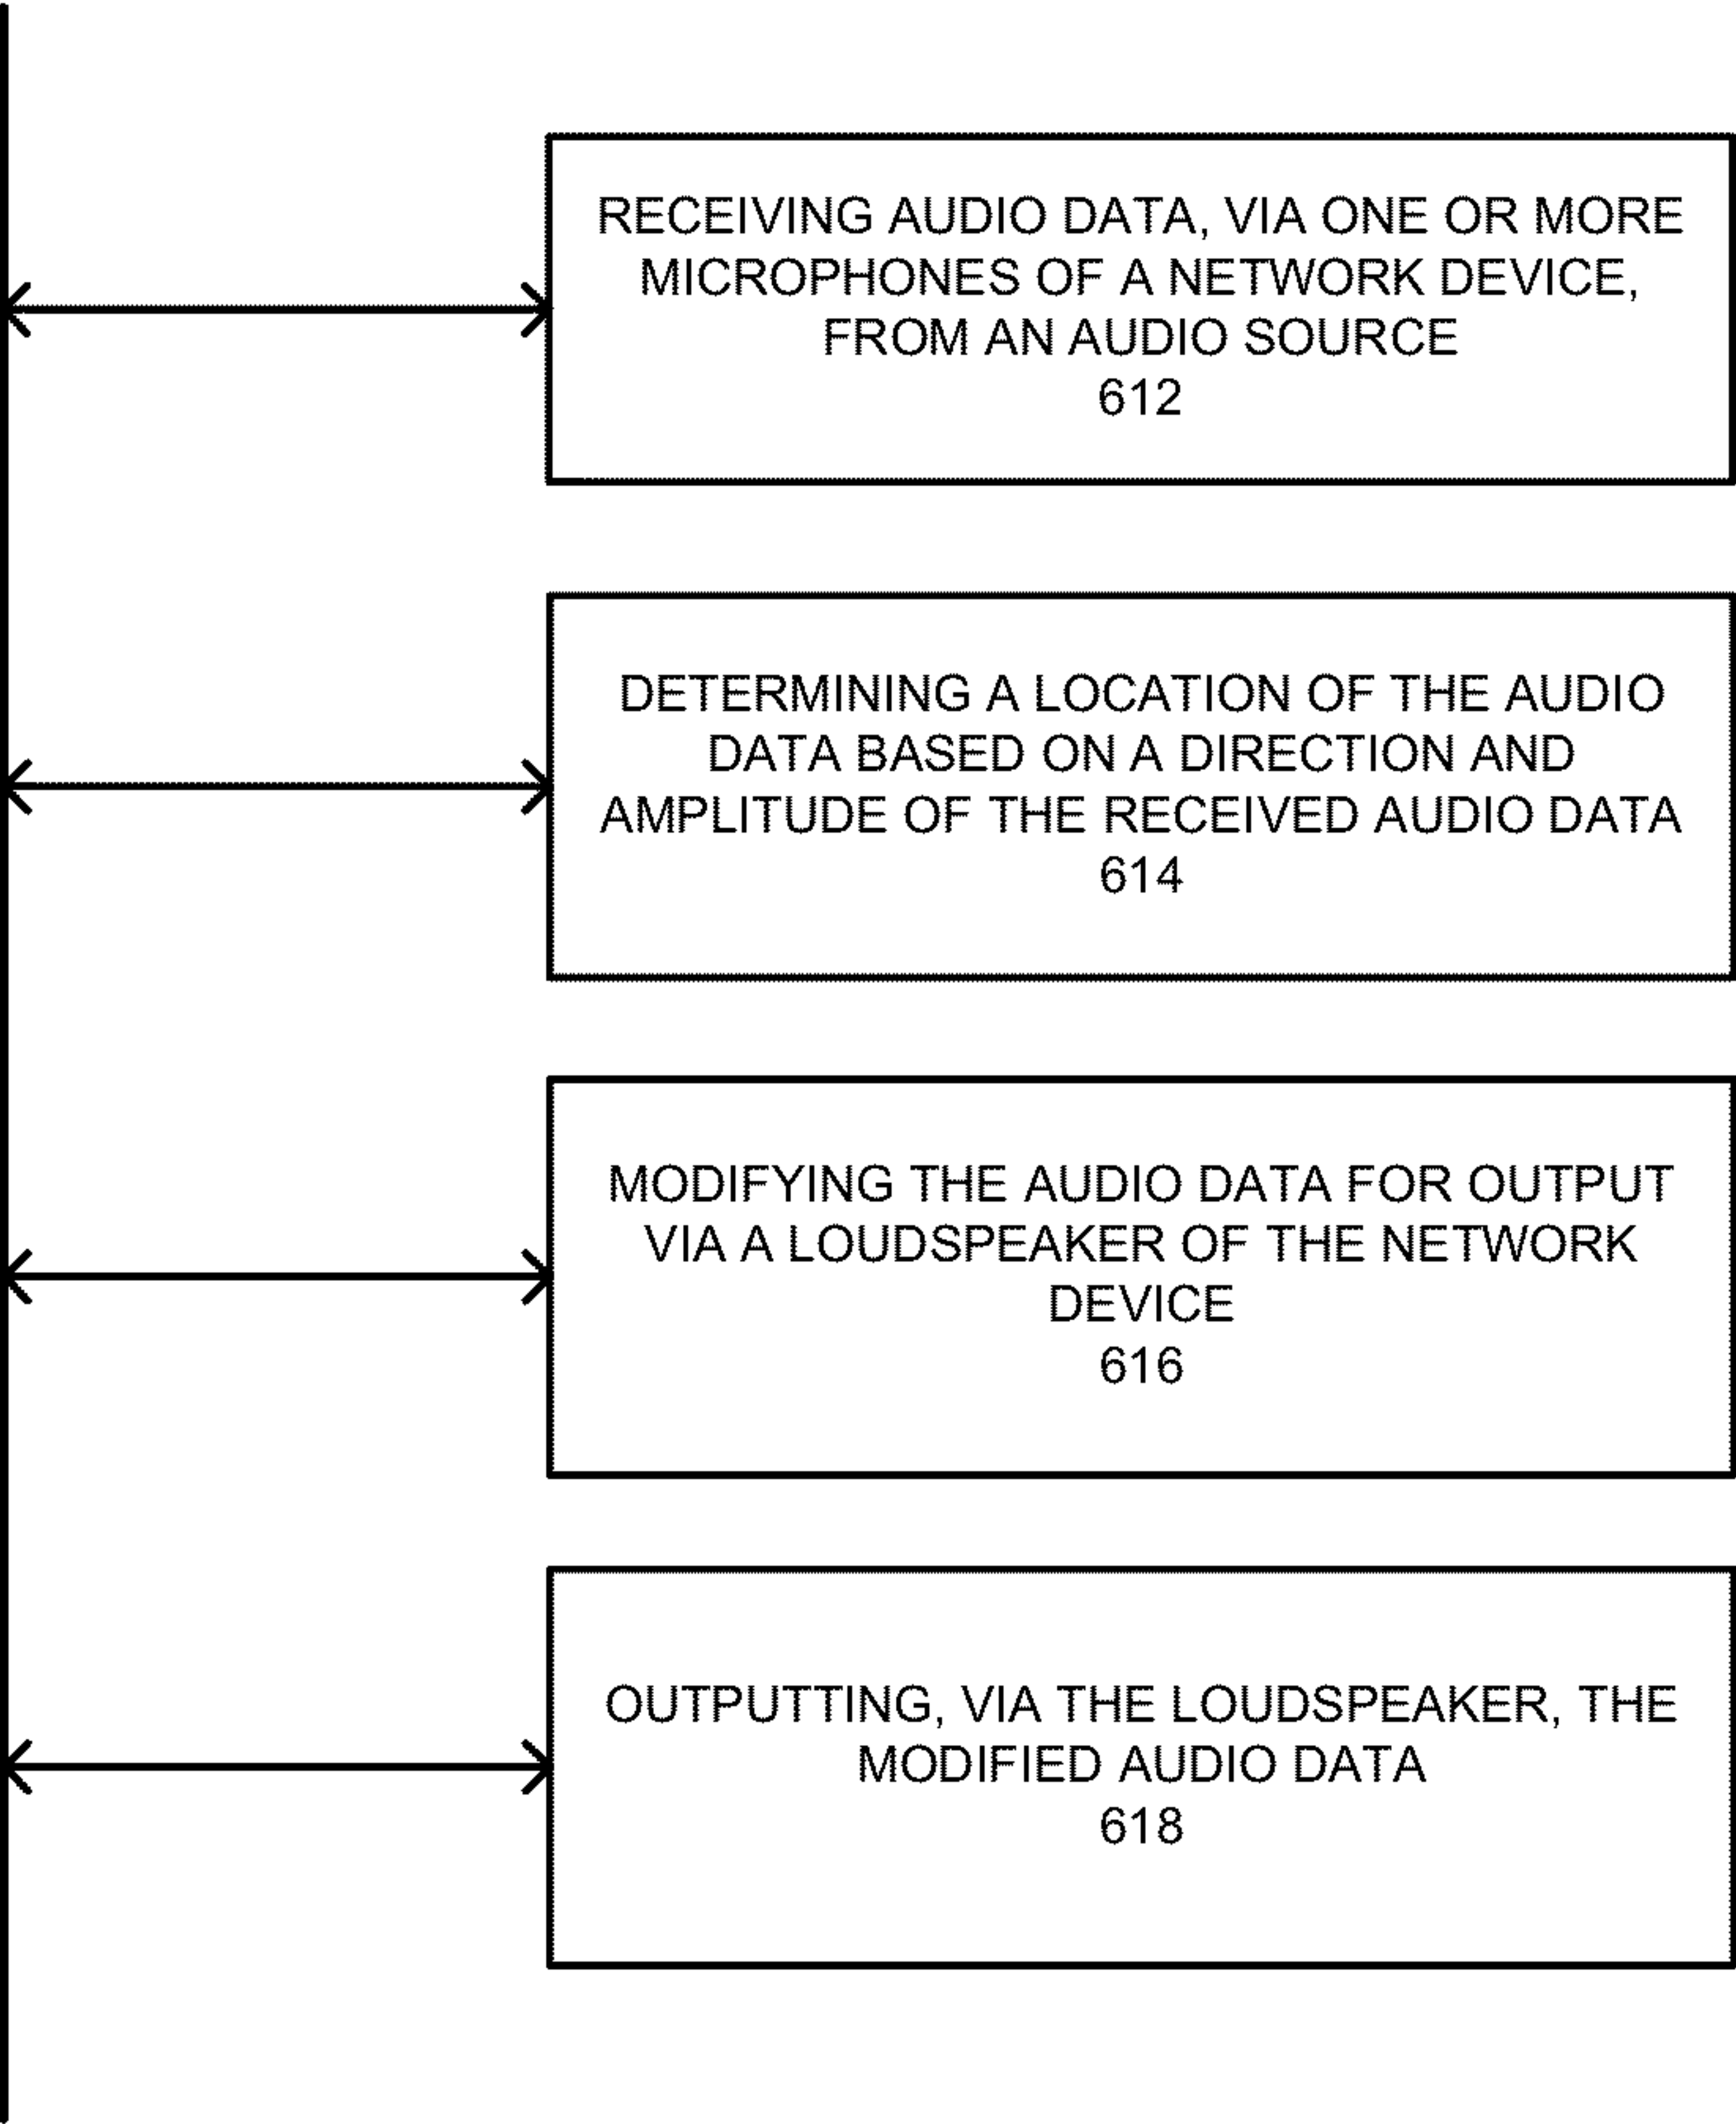 RECEIVING AUDIO DATA, VIA ONE OR MORE
MICROPHONES OF A NETWORK DEVICE,
FROM AN AUDIO SOURCE
612
DETERMINING A LOCATION OF THE AUDIO
DATA BASED ON A DIRECTION AND
AMPLITUDE OF THE RECEIVED AUDIO DATA
614
MODIFYING THE AUDIO DATA FOR OUTPUT
VIA A LOUDSPEAKER OF THE NETWORK
DEVICE
616
OUTPUTTING, VIA THE LOUDSPEAKER, THE
MODIFIED AUDIO DATA
618